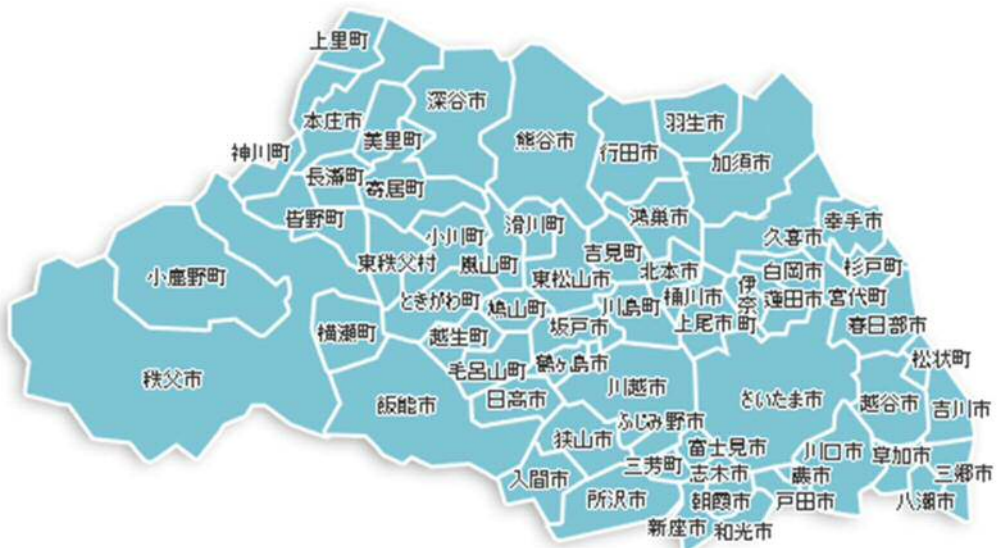 上里町
深谷市
本庄市
美里町
熊谷市
羽生市
行田市
加須市
神川町
長瀞町
寄居町
皆野町
鴻巣市
幸手市
小川町
滑川町
吉見町
久喜市
東秩父村
嵐山町
東松山市
北本市
白岡市
杉戸町
小鹿野町
ときがわ町
鳩山町
川島町
桶川市
伊奈町
蓮田市
宮代町
横瀬町
越生町
坂戸市
上尾市
春日部市
毛呂山町
鶴ヶ島市
松状町
秩父市
飯能市
日高市
川越市
さいたま市
越谷市
吉川市
狭山市
ふじみ野市
富士見市
川口市
草加市
入間市
三芳町
志木市
蕨市
三郷市
所沢市
朝霞市
戸田市
八潮市
新座市
和光市